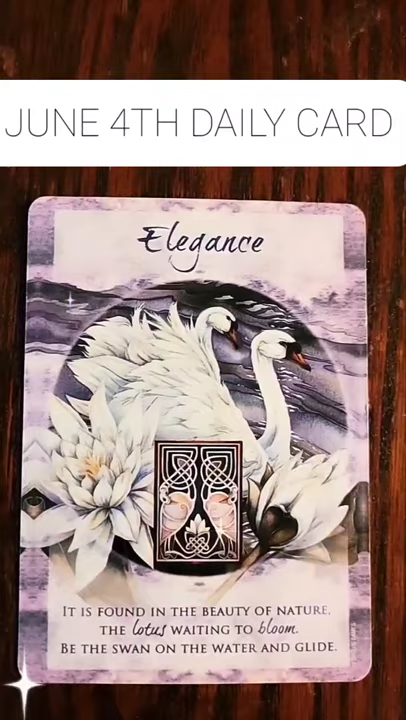 JUNE 4TH DAILY CARD
Elegance
IT IS FOUND IN THE BEAUTY OF NATURE,
THE lotus WAITING TO bloom.
BE THE SWAN ON THE WATER AND GLIDE.